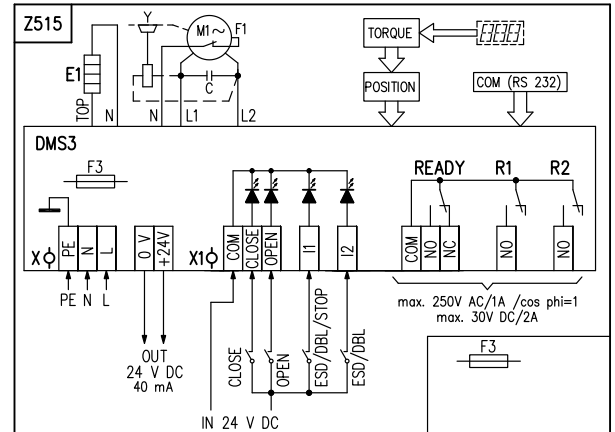 Z515
Y
M1~
F1
TORQUE
E1
POSITION
COM (RS 232)
C
TOP
N
N
L1
L2
DMS3
F3
READY
R1
R2
X
PE
N
L
0 V
+24V
X1
COM
CLOSE
OPEN
I1
I2
COM
NO
NC
NO
NO
PE N L
OUT
24 V DC
40 mA
CLOSE
OPEN
ESD/DBL/STOP
ESD/DBL
IN 24 V DC
max. 250V AC/1A /cos phi=1
max. 30V DC/2A
F3